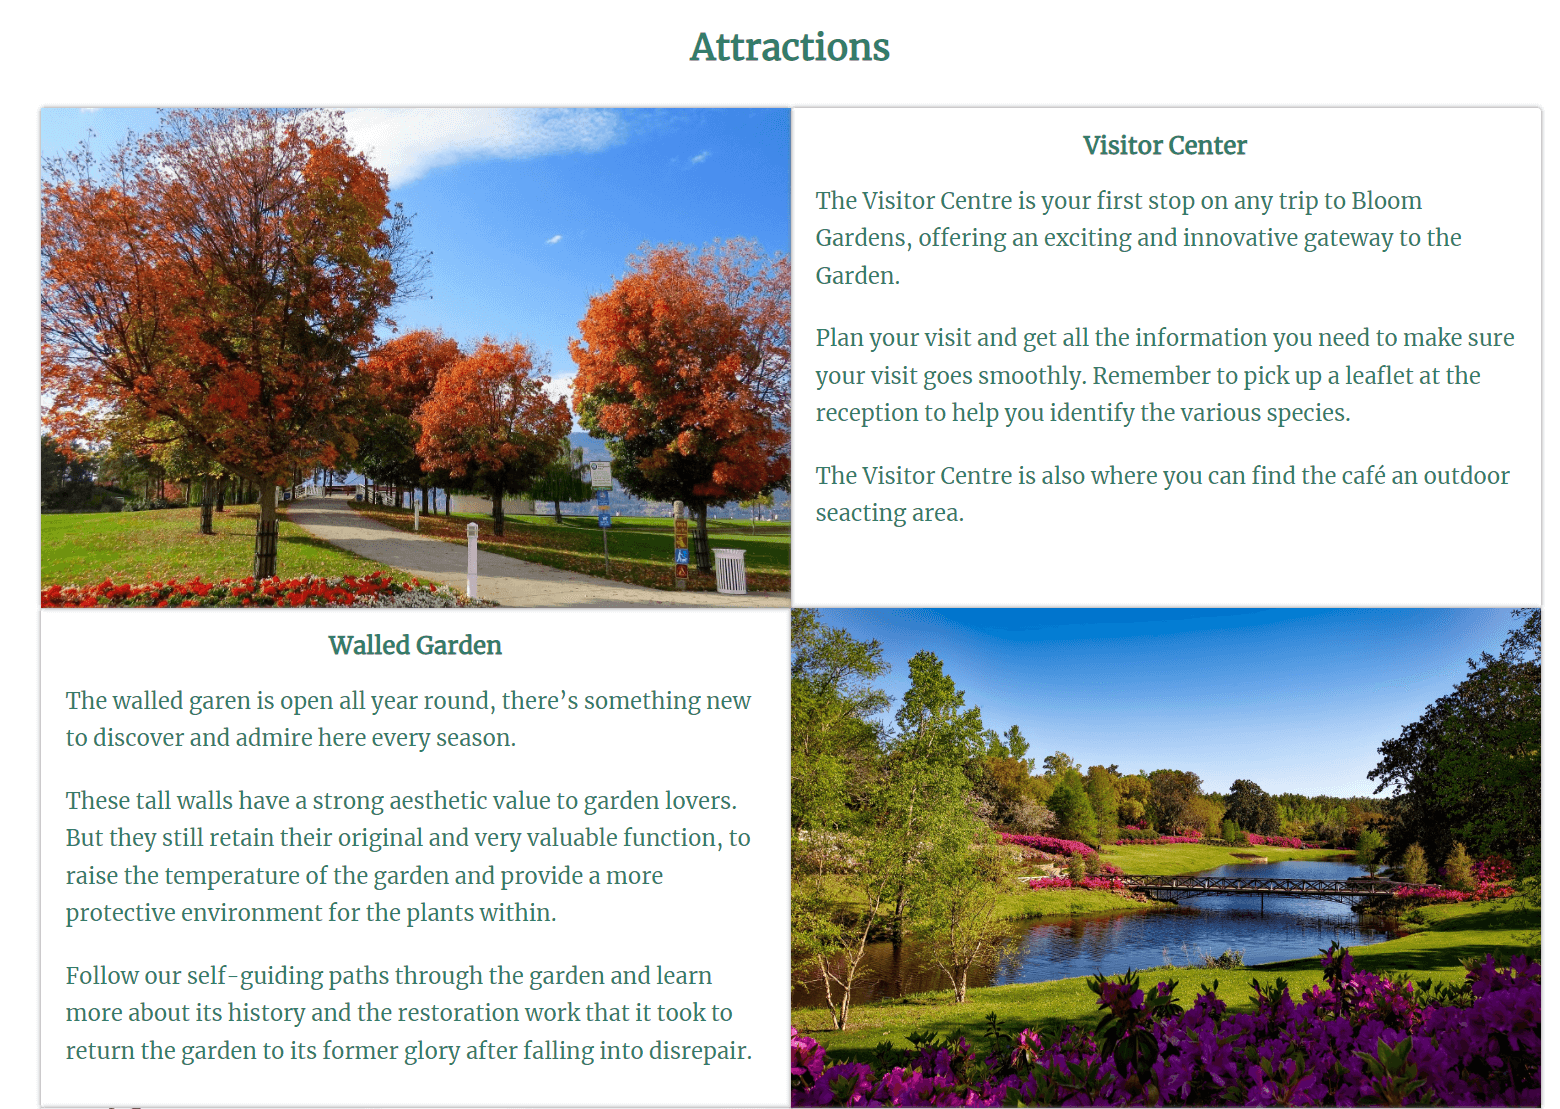 Attractions
Visitor Center
The Visitor Centre is your first stop on any trip to Bloom
Gardens, offering an exciting and innovative gateway to the
Garden.
Plan your visit and get all the information you need to make sure
your visit goes smoothly. Remember to pick up a leaflet at the
reception to help you identify the various species.
The Visitor Centre is also where you can find the café an outdoor
seacting area.
Walled Garden
The walled garen is open all year round, there’s something new
to discover and admire here every season.
These tall walls have a strong aesthetic value to garden lovers.
But they still retain their original and very valuable function, to
raise the temperature of the garden and provide a more
protective environment for the plants within.
Follow our self-guiding paths through the garden and learn
more about its history and the restoration work that it took to
return the garden to its former glory after falling into disrepair.